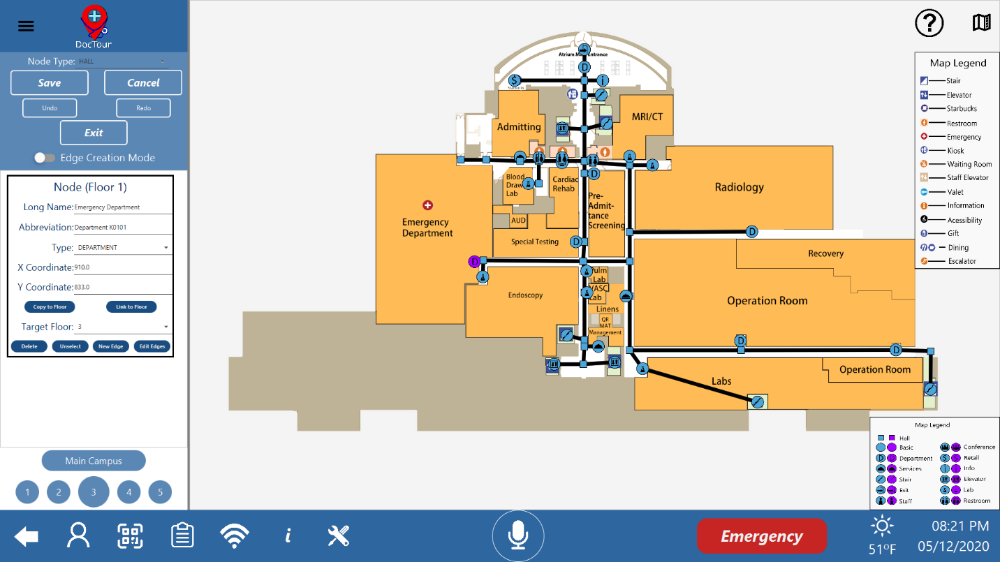 DocTour
Node Type: HALL
Save
Cancel
Undo
Redo
Exit
Edge Creation Mode
Node (Floor 1)
Long Name: Emergency Department
Abbreviation: Department K0101
Type: DEPARTMENT
X Coordinate: 910.0
Y Coordinate: 833.0
Copy to Floor
Link to Floor
Target Floor: 3
Delete
Unselect
New Edge
Edit Edges
Main Campus
1
2
3
4
5
Admitting
MRI/CT
Blood
Draw
Lab
Cardiac
Rehab
Pre-
Admit-
tance
Screening
Radiology
Emergency
Department
AUD
Special Testing
Recovery
Endoscopy
Lab
VASC
Lab
Linens
QR
MAT
Management
Operation Room
Operation Room
Labs
?
Map Legend
Stair
Elevator
Starbucks
Restroom
Emergency
Kiosk
Waiting Room
Staff Elevator
Valet
Information
Acessibility
Gift
Dining
Escalator
Map Legend
Hall
Basic
Department
Services
Stair
Exit
Staff
Conference
Retail
Info
Elevator
Lab
Restroom
Emergency
51°F
08:21 PM
05/12/2020